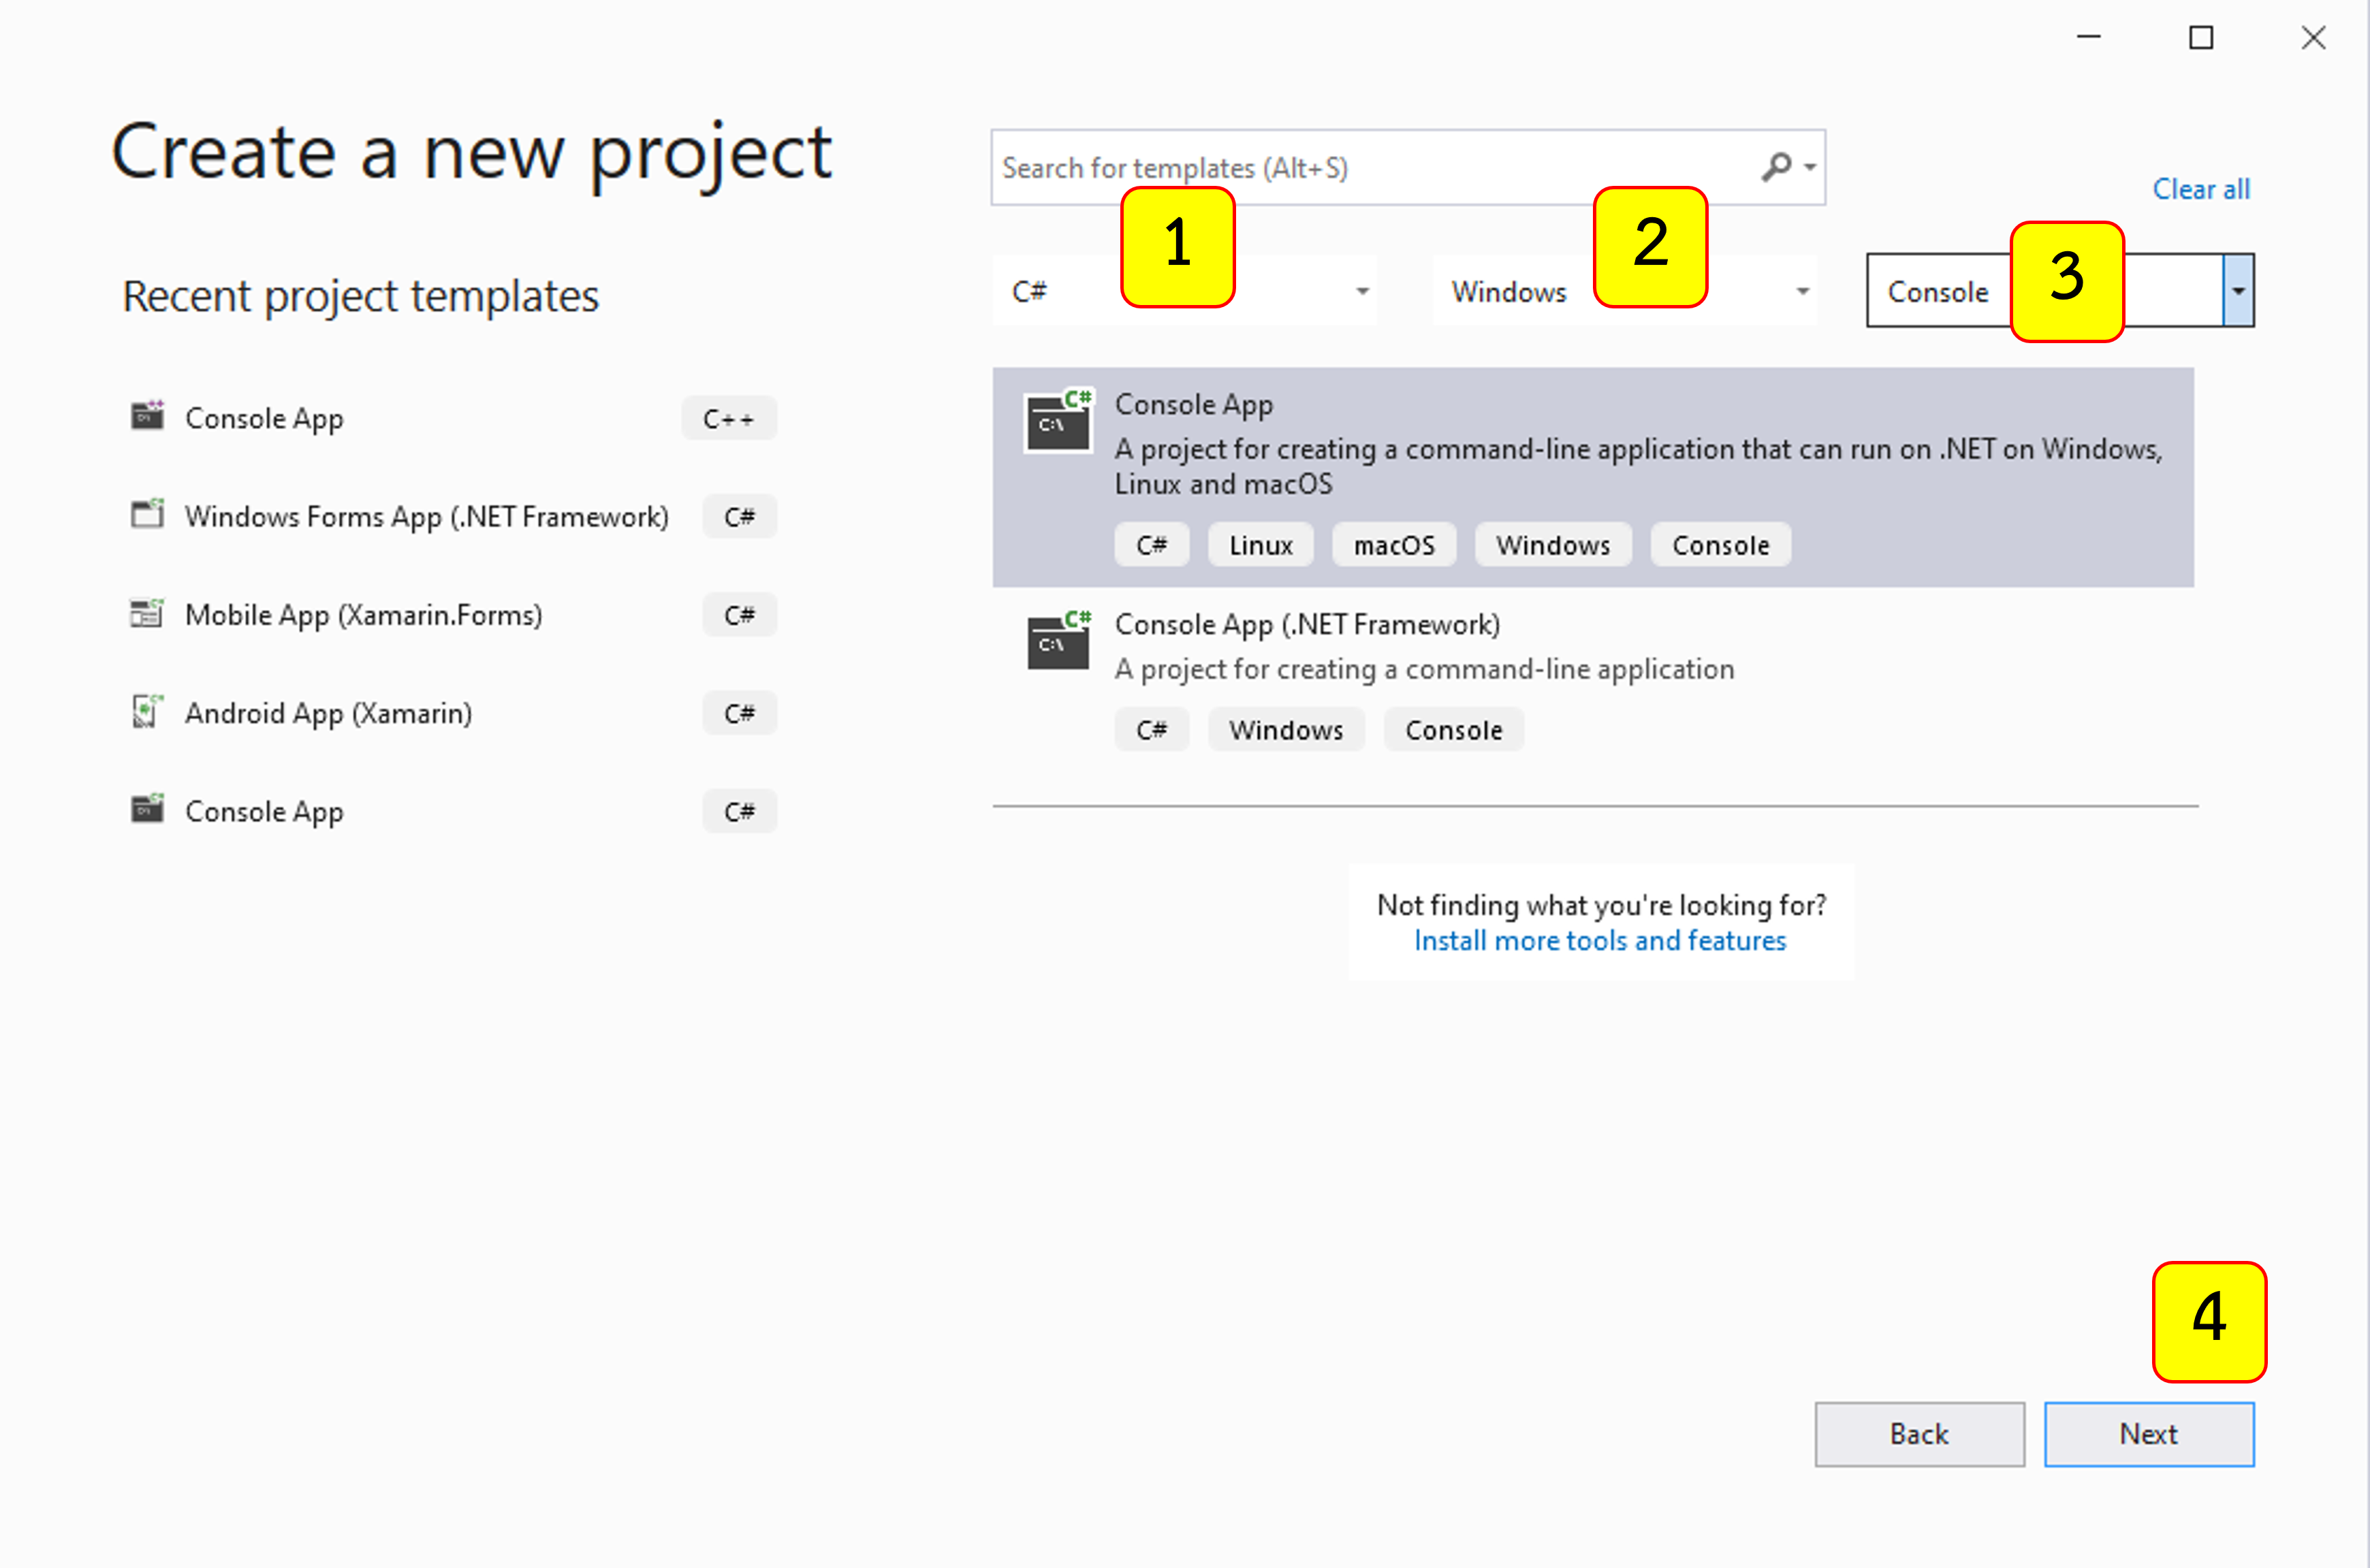 Create a new project
Search for templates (Alt+S)
Clear all
1
2
3
C#
Windows
Console
Recent project templates
Console App
C++
Windows Forms App (.NET Framework)
C#
Mobile App (Xamarin.Forms)
C#
Android App (Xamarin)
C#
Console App
C#
C#
C:\
Console App
A project for creating a command-line application that can run on .NET on Windows,
Linux and macOS
C# Linux macOS Windows Console
C#
C:\
Console App (.NET Framework)
A project for creating a command-line application
C# Windows Console
Not finding what you're looking for?
Install more tools and features
4
Back
Next